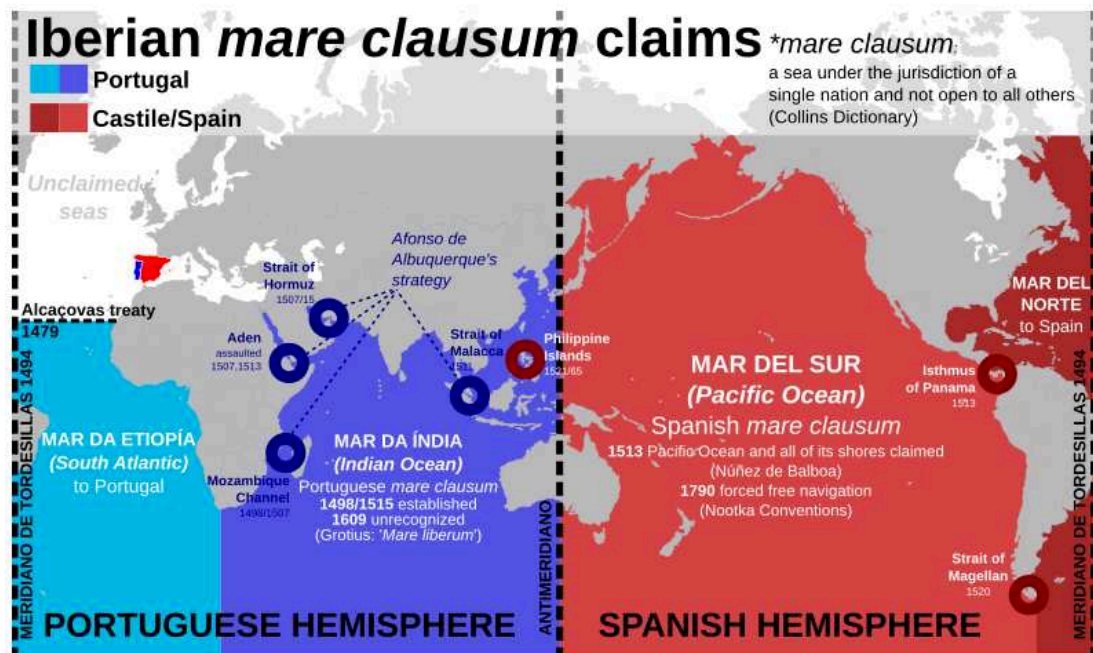 Iberian mare clausum claims
*mare clausum:
a sea under the jurisdiction of a
single nation and not open to all others
(Collins Dictionary)
Portugal
Castile/Spain
Unclaimed
seas
Afonso de
Albuquerque's
strategy
Strait of
Hormuz
1507/15
Alcaçovas treaty
1479
Aden
assaulted
1507,1513
Strait of
Malacca
1511
Philippine
Islands
1521/65
MAR DEL
NORTE
to Spain
Isthmus
of Panama
1513
MAR DEL SUR
(Pacific Ocean)
Spanish mare clausum
1513 Pacific Ocean and all of its shores claimed
(Núñez de Balboa)
1790 forced free navigation
(Nootka Conventions)
MAR DA ETIOPÍA
(South Atlantic)
to Portugal
MAR DA ÍNDIA
(Indian Ocean)
Portuguese mare clausum
1498/1515 established
1609 unrecognized
(Grotius: 'Mare liberum')
Mozambique
Channel
1498/1507
Strait of
Magellan
1520
MERIDIANO DE TORDESILLAS 1494
ANTIMERIDIANO
MERIDIANO DE TORDESILLAS 1494
PORTUGUESE HEMISPHERE
SPANISH HEMISPHERE